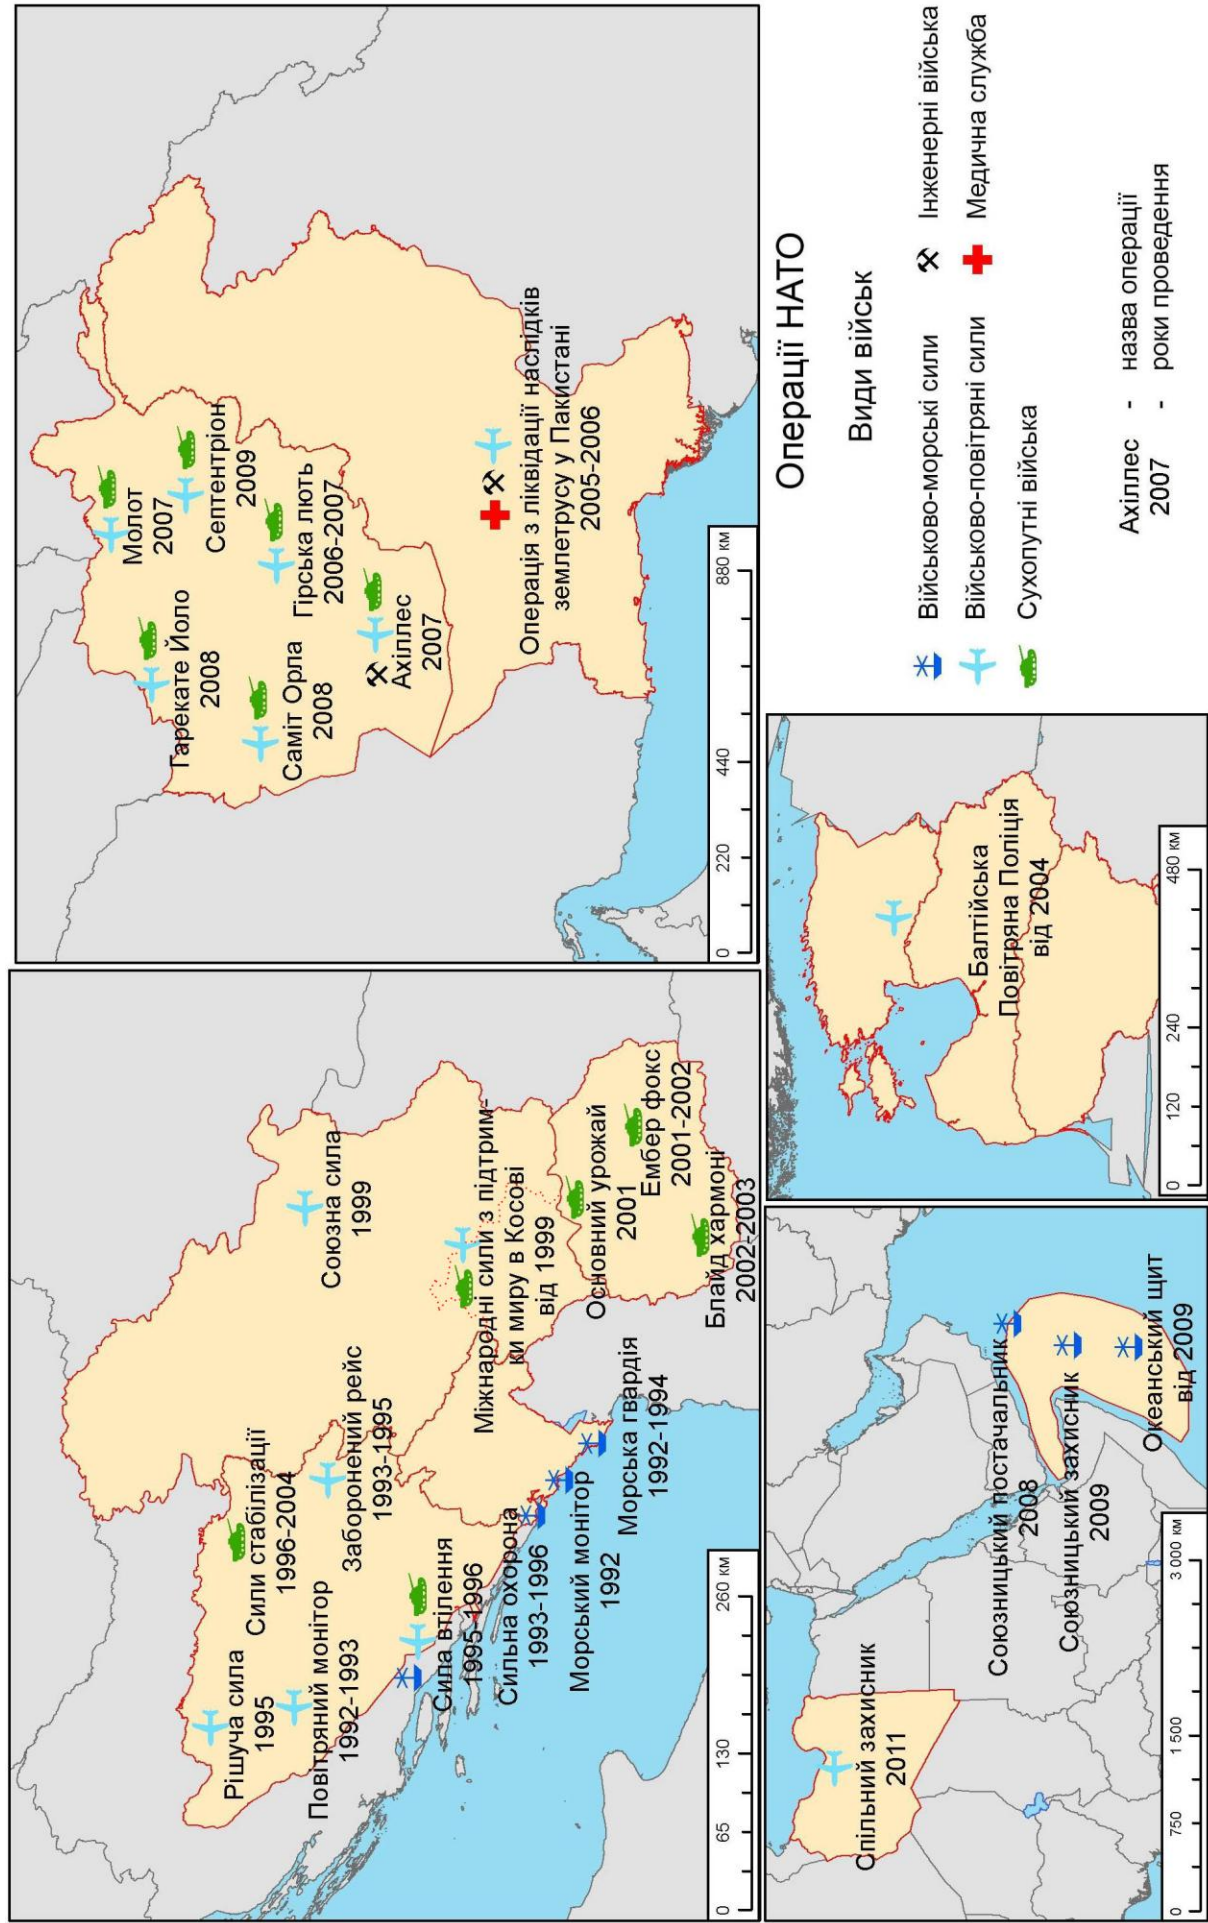 Рішуча сила
1995
Сили стабілізації
1996-2004
Повітряний монітор
1992-1993
Заборонений рейс
1993-1995
Союзна сила
1999
Сила втілення
1995-1996
Міжнародні сили з підтрим-
ки миру в Косові
від 1999
Сильна охорона
1993-1996
Морський монітор
1992
Морська гвардія
1992-1994
Основний урожай
2001
Ембер фокс
2001-2002
Блайд хармоні
2002-2003
0 65 130 260 км
Молот
2007
Септентріон
2009
Гарекате Йоло
2008
Гірська лють
2006-2007
Саміт Орла
2008
Ахіллес
2007
Операція з ліквідації наслідків
землетрусу у Пакистані
2005-2006
0 220 440 880 км
Спільний захисник
2011
Союзницький постачальник
2008
Союзницький захисник
2009
Океанський щит
від 2009
0 750 1 500 3 000 км
Балтійська
Повітряна Поліція
від 2004
0 120 240 480 км
Операції НАТО
Види військ
Військово-морські сили
Інженерні війська
Військово-повітряні сили
Медична служба
Сухопутні війська
Ахіллес - назва операції
2007 - роки проведення